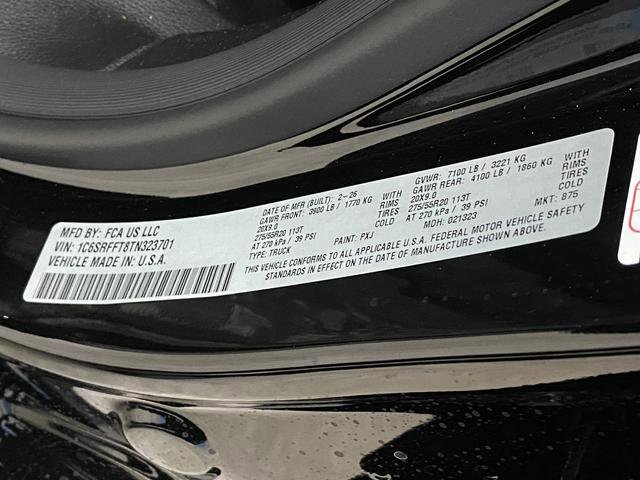 MFD BY: FCA US LLC
1C6SRFFT8TN323701
VEHICLE MADE IN: U.S.A.
DATE OF MFR (BUILT): 2-26
GAWR FRONT: 3900 LB / 1770 KG WITH
20X9.0 RIMS
275/55R20 113T TIRES
AT 270 kPa / 39 PSI COLD
TYPE: TRUCK
PAINT: PXJ
GVWR: 7100 LB / 3221 KG
GAWR REAR: 4100 LB / 1860 KG WITH
20X9.0 RIMS
275/55R20 113T TIRES
AT 270 kPa / 39 PSI COLD
MDH: 021323
MKT: 875
THIS VEHICLE CONFORMS TO ALL APPLICABLE U.S.A. FEDERAL MOTOR VEHICLE SAFETY
STANDARDS IN EFFECT ON THE DATE OF MANUFACTURE SHOWN ABOVE